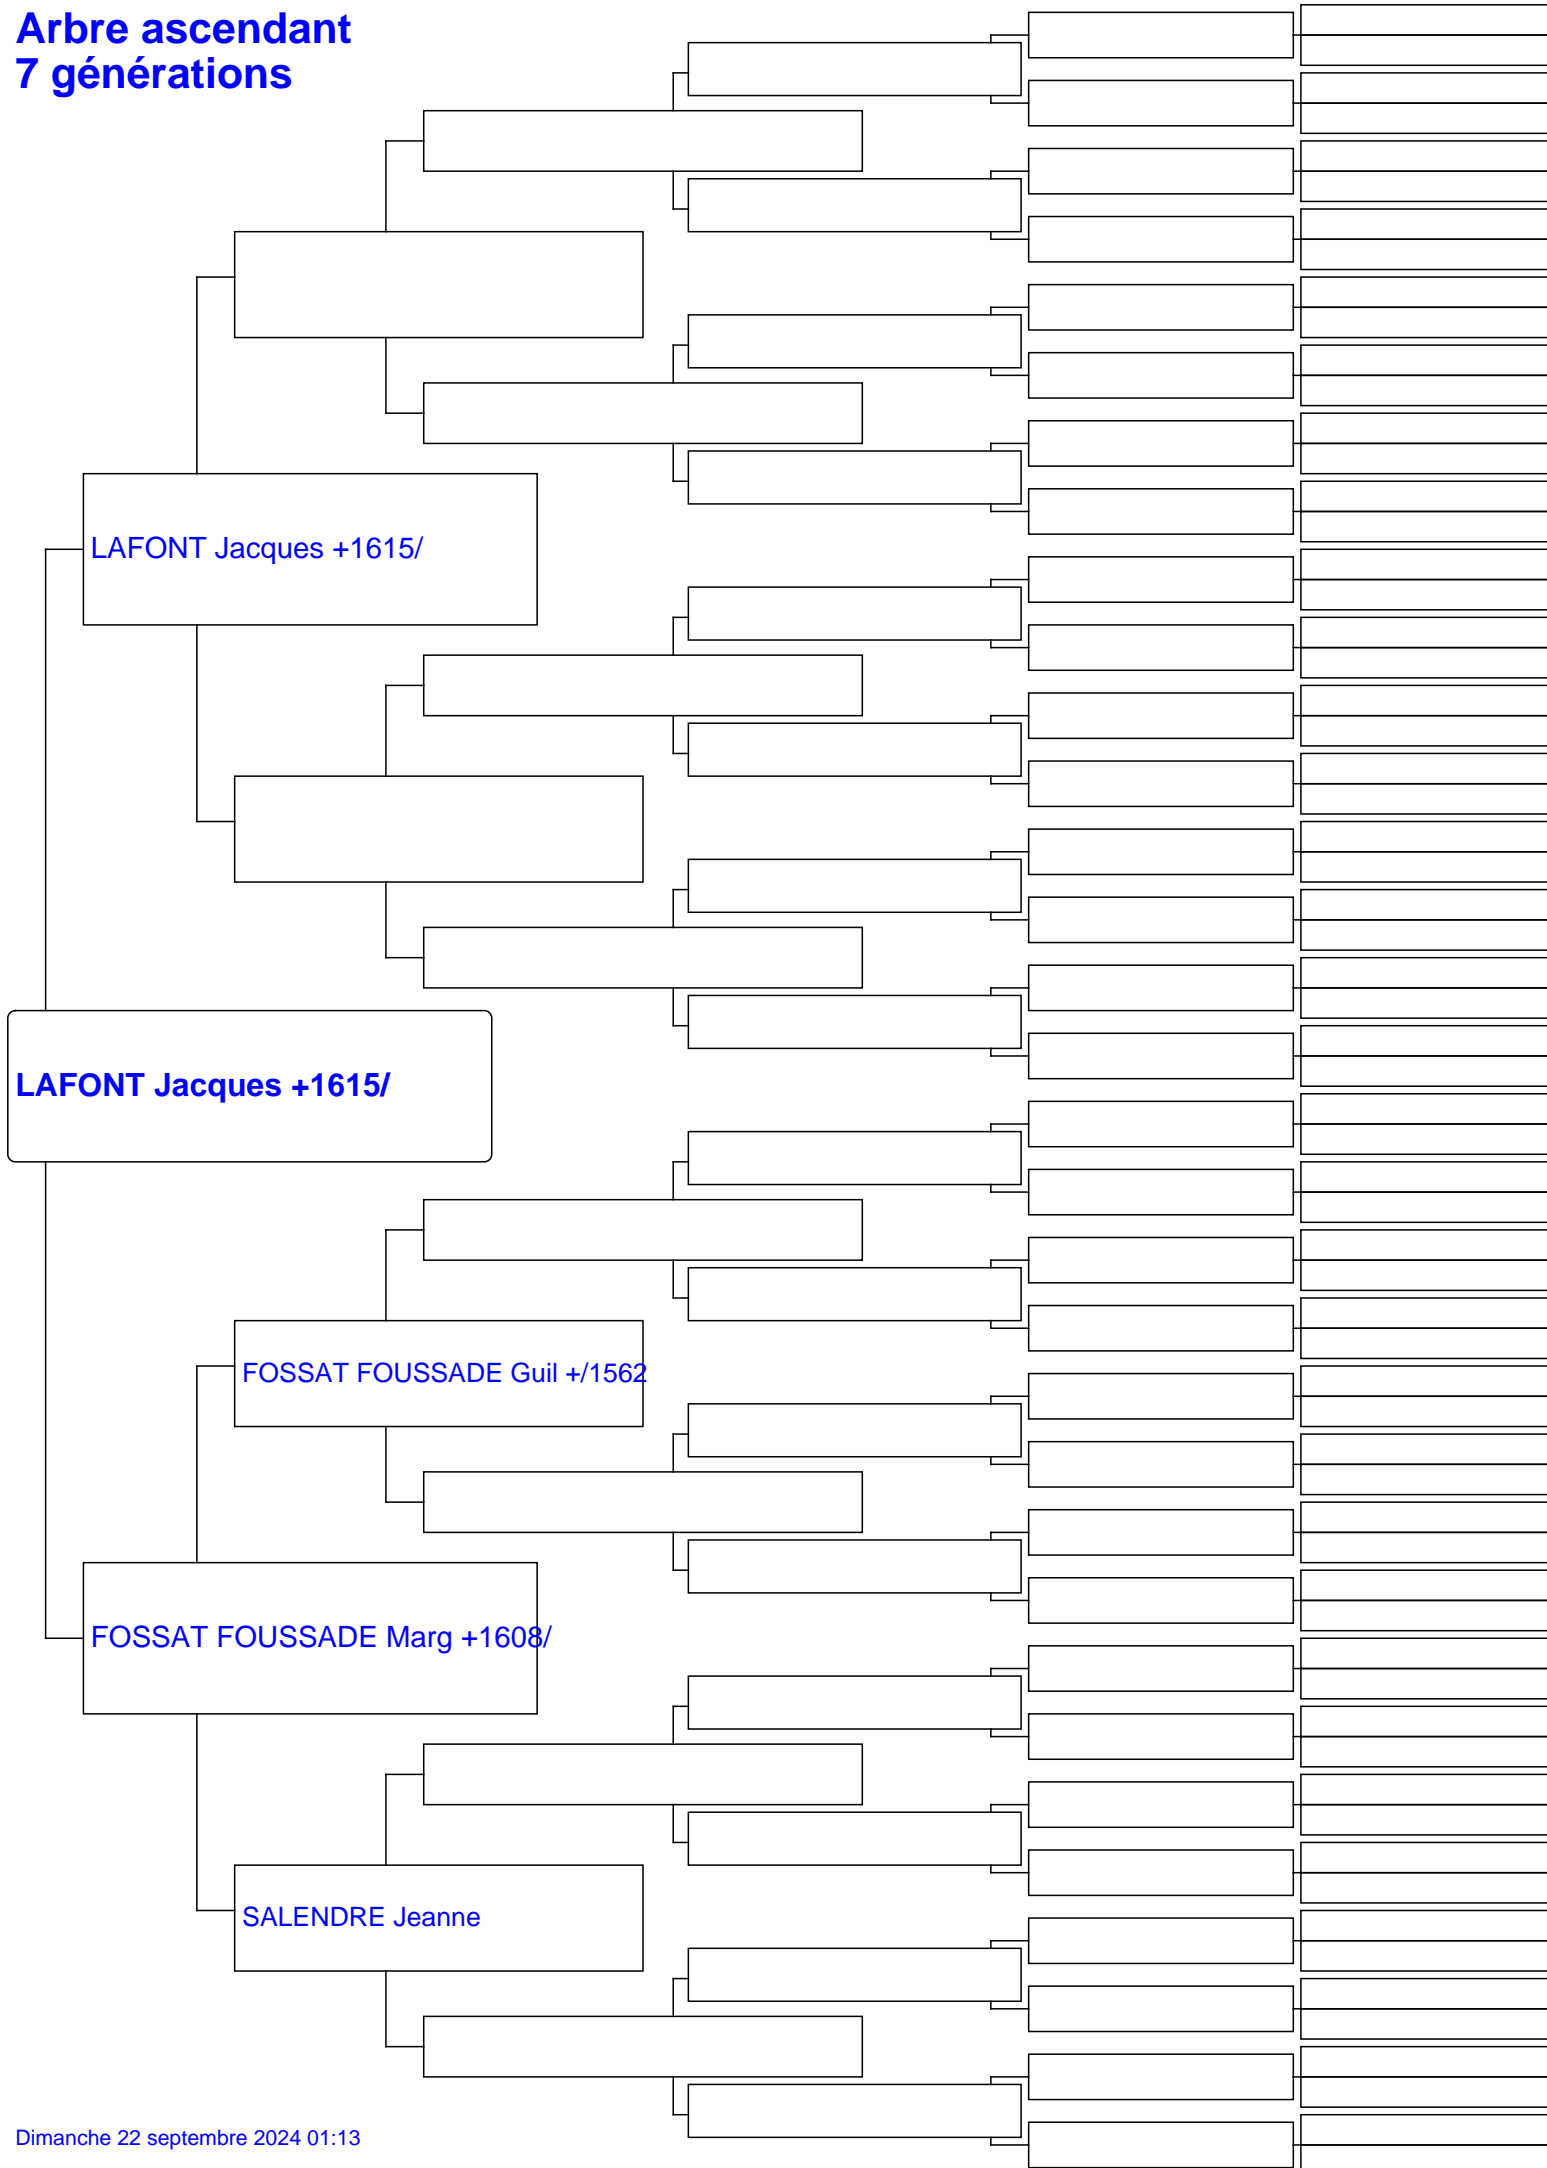 Arbre ascendant
7 générations
LAFONT Jacques +1615/
LAFONT Jacques +1615/
FOSSAT FOUSSADE Guil +/1562
FOSSAT FOUSSADE Marg +1608/
SALENDRE Jeanne
Dimanche 22 septembre 2024 01:13